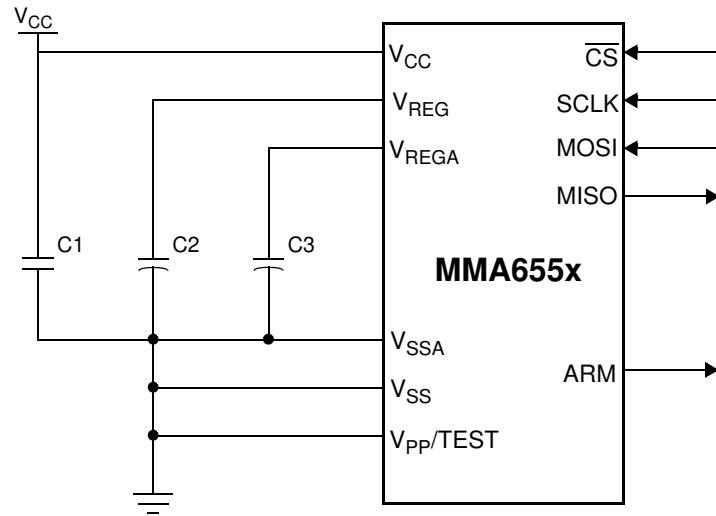 VCC
VCC
CS
VREG
SCLK
VREGA
MOSI
MISO
C1
C2
C3
MMA655x
VSSA
ARM
VSS
VPP/TEST